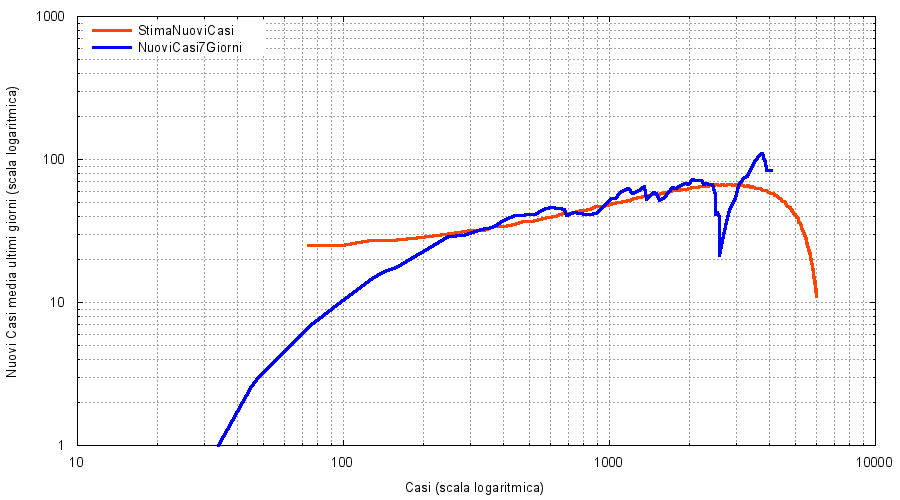 1000
StimaNuoviCasi
NuoviCasi7Giorni
100
10
1
Nuovi Casi media ultimi giorni (scala logaritmica)
10
100
1000
10000
Casi (scala logaritmica)